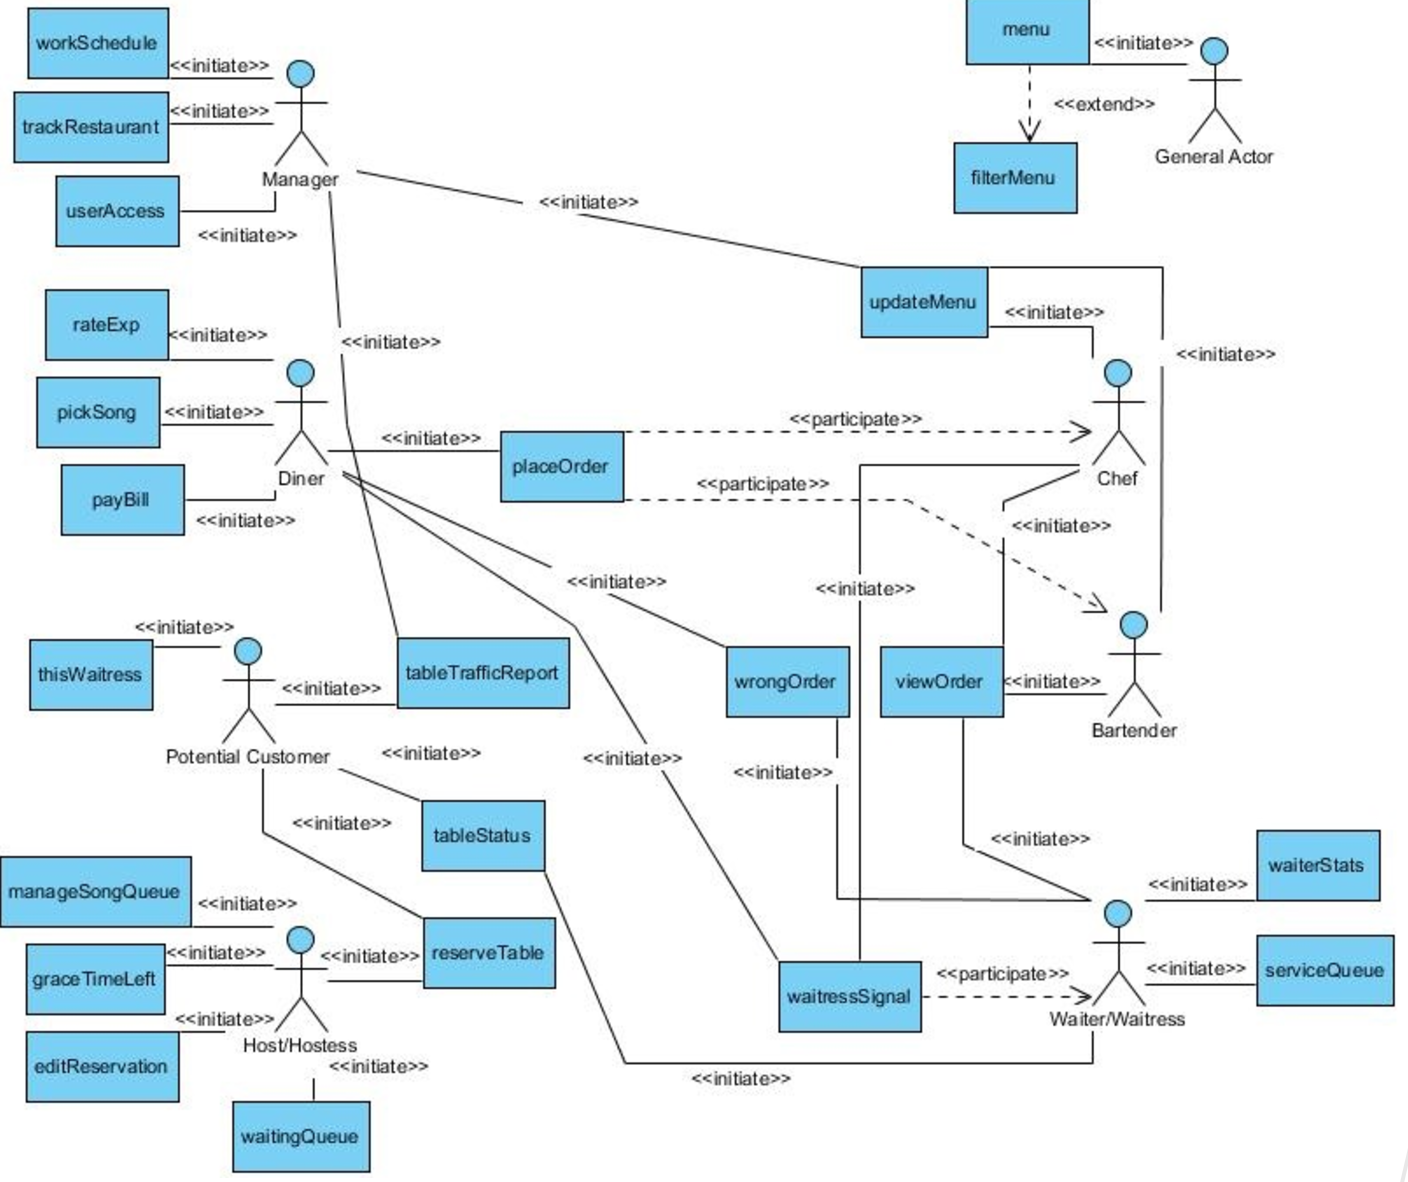 menu
workSchedule
<<initiate>>
<<initiate>>
<<extend>>
<<initiate>>
trackRestaurant
General Actor
Manager
filterMenu
<<initiate>>
userAccess
<<initiate>>
updateMenu
<<initiate>>
rateExp
<<initiate>>
<<initiate>>
<<initiate>>
pickSong
<<initiate>>
<<participate>>
<<initiate>>
placeOrder
Diner
Chef
<<participate>>
payBill
<<initiate>>
<<initiate>>
<<initiate>>
<<initiate>>
<<initiate>>
thisWaitress
tableTrafficReport
<<initiate>>
wrongOrder
viewOrder
<<initiate>>
Bartender
Potential Customer
<<initiate>>
<<initiate>>
<<initiate>>
<<initiate>>
tableStatus
<<initiate>>
waiterStats
manageSongQueue
<<initiate>>
<<initiate>>
<<initiate>>
<<initiate>>
reserveTable
graceTimeLeft
<<participate>>
<<initiate>>
serviceQueue
waitressSignal
<<initiate>>
Waiter/Waitress
Host/Hostess
editReservation
<<initiate>>
<<initiate>>
waitingQueue